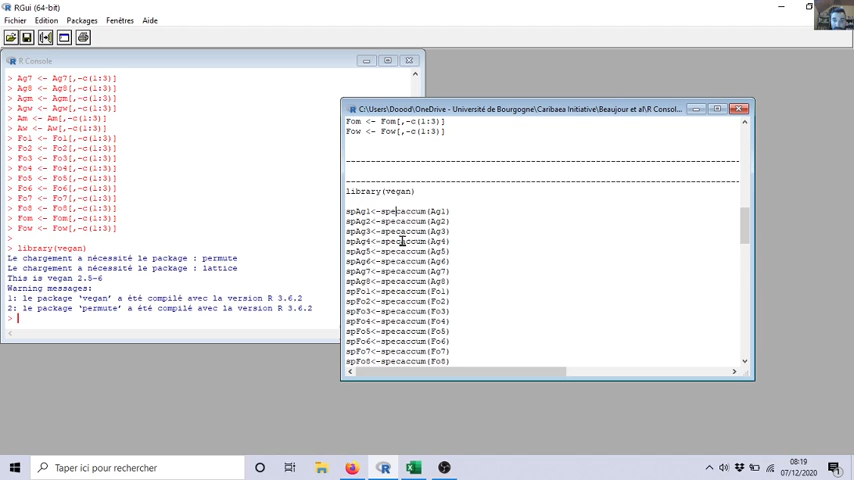 RGui (64-bit)
Fichier Edition Packages Fenêtres Aide
R Console
> Ag7 <- Ag7[,-c(1:3)]
> Ag8 <- Ag8[,-c(1:3)]
> Agm <- Agm[,-c(1:3)]
> Agw <- Agw[,-c(1:3)]
> Am <- Am[,-c(1:3)]
> Aw <- Aw[,-c(1:3)]
> Fo1 <- Fo1[,-c(1:3)]
> Fo2 <- Fo2[,-c(1:3)]
> Fo3 <- Fo3[,-c(1:3)]
> Fo4 <- Fo4[,-c(1:3)]
> Fo5 <- Fo5[,-c(1:3)]
> Fo6 <- Fo6[,-c(1:3)]
> Fo7 <- Fo7[,-c(1:3)]
> Fo8 <- Fo8[,-c(1:3)]
> Fom <- Fom[,-c(1:3)]
> Fow <- Fow[,-c(1:3)]
>
> library(vegan)
Le chargement a nécessité le package : permute
Le chargement a nécessité le package : lattice
This is vegan 2.5-6
Warning messages:
1: le package ‘vegan’ a été compilé avec la version R 3.6.2
2: le package ‘permute’ a été compilé avec la version R 3.6.2
>
C:\Users\Doood\OneDrive - Université de Bourgogne\Caribaea Initiative\Beaujour et al\R Consol...
Fom <- Fom[,-c(1:3)]
Fow <- Fow[,-c(1:3)]
--------------------------------------------------------------------------------
--------------------------------------------------------------------------------
library(vegan)
spAg1<-specaccum(Ag1)
spAg2<-specaccum(Ag2)
spAg3<-specaccum(Ag3)
spAg4<-specaccum(Ag4)
spAg5<-specaccum(Ag5)
spAg6<-specaccum(Ag6)
spAg7<-specaccum(Ag7)
spAg8<-specaccum(Ag8)
spFo1<-specaccum(Fo1)
spFo2<-specaccum(Fo2)
spFo3<-specaccum(Fo3)
spFo4<-specaccum(Fo4)
spFo5<-specaccum(Fo5)
spFo6<-specaccum(Fo6)
spFo7<-specaccum(Fo7)
spFo8<-specaccum(Fo8)
Taper ici pour rechercher
08:19
07/12/2020